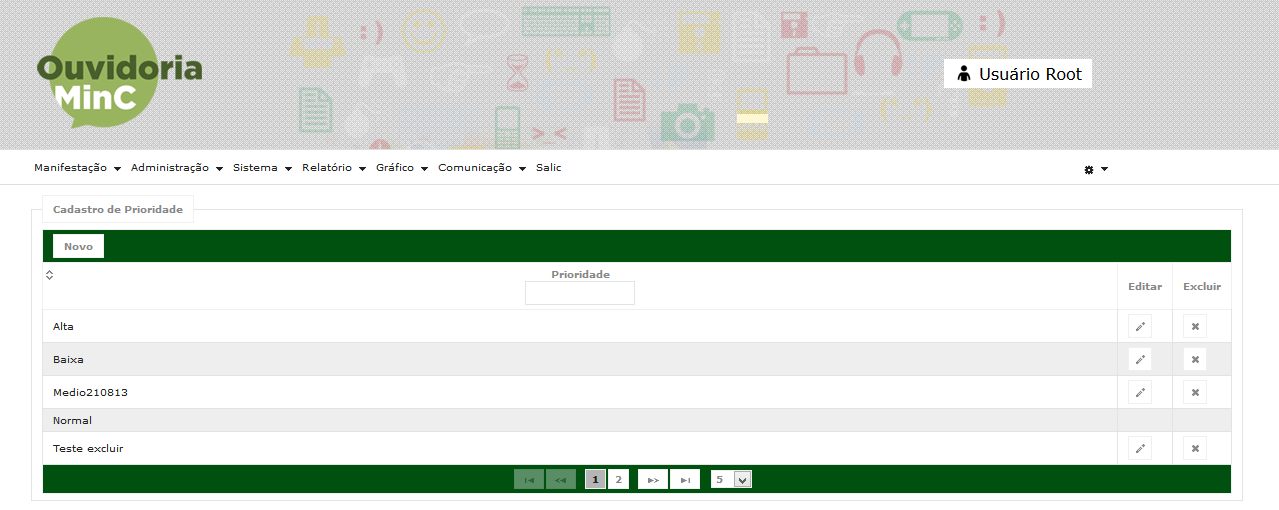 Ouvidoria
MinC
Usuário Root
Manifestação Administração Sistema Relatório Gráfico Comunicação Salic
Cadastro de Prioridade
Novo
Prioridade Editar Excluir
Alta
Baixa
Medio210813
Normal
Teste excluir
1 2 5